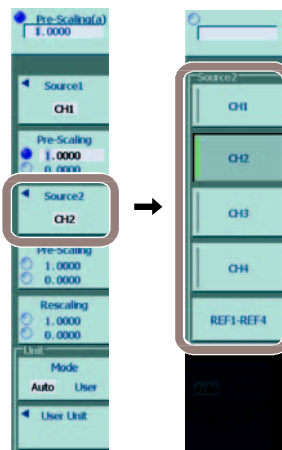 Pre-Scaling(a)
1.0000
Source1
CH1
Pre-Scaling
1.0000
0.0000
Source2
CH2
Pre-Scaling
1.0000
0.0000
Rescaling
1.0000
0.0000
Unit
Mode
Auto User
User Unit
Source2
CH1
CH2
CH3
CH4
REF1-REF4